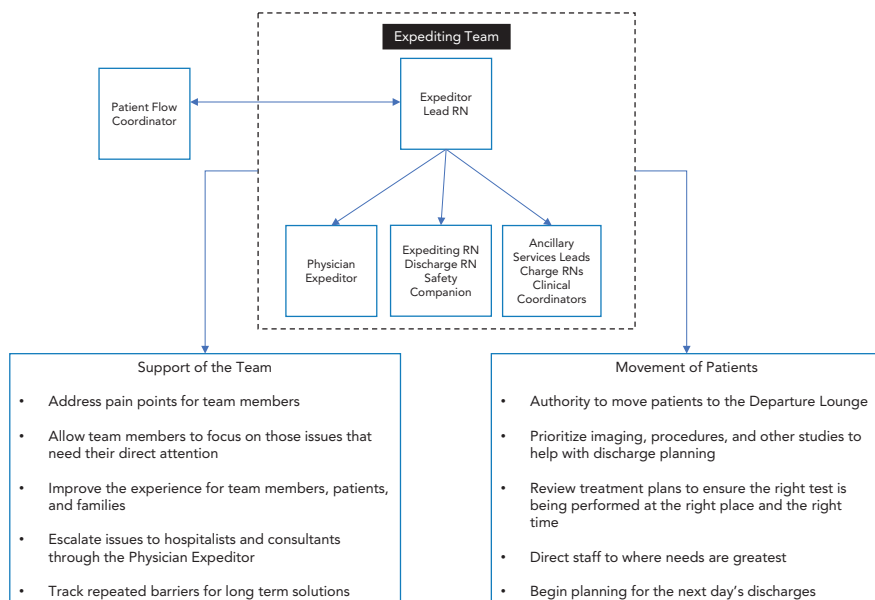 Expediting Team
Patient Flow
Coordinator
Expeditor
Lead RN
Physician
Expeditor
Expediting RN
Discharge RN
Safety
Companion
Ancillary
Services Leads
Charge RNs
Clinical
Coordinators
Support of the Team
• Address pain points for team members
• Allow team members to focus on those issues that
need their direct attention
• Improve the experience for team members, patients,
and families
• Escalate issues to hospitalists and consultants
through the Physician Expeditor
• Track repeated barriers for long term solutions
Movement of Patients
• Authority to move patients to the Departure Lounge
• Prioritize imaging, procedures, and other studies to
help with discharge planning
• Review treatment plans to ensure the right test is
being performed at the right place and the right
time
• Direct staff to where needs are greatest
• Begin planning for the next day's discharges